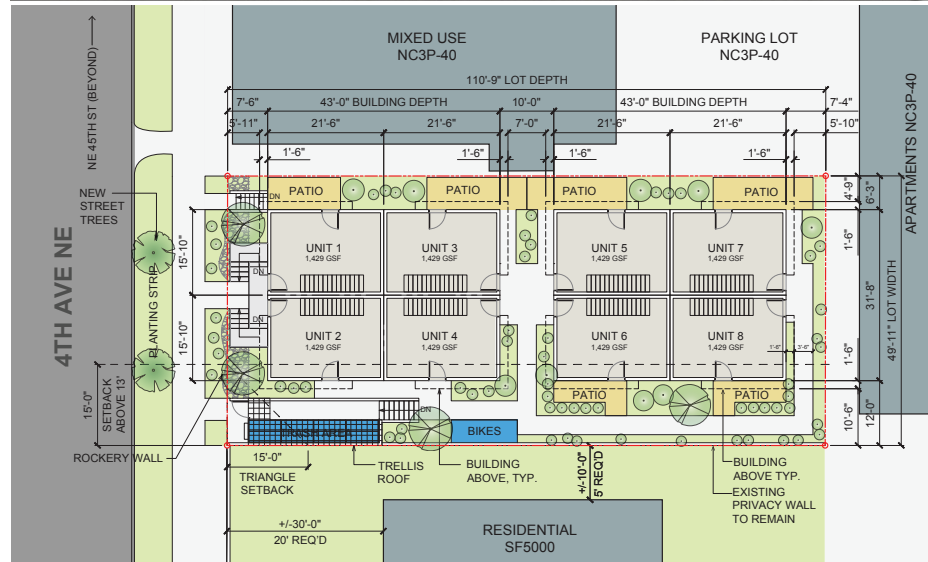 MIXED USE
NC3P-40
PARKING LOT
NC3P-40
APARTMENTS NC3P-40
NE 45TH ST (BEYOND)
110'-9" LOT DEPTH
7'-6"
43'-0" BUILDING DEPTH
10'-0"
43'-0" BUILDING DEPTH
7'-4"
5'-11"
21'-6"
21'-6"
7'-0"
21'-6"
21'-6"
5'-10"
1'-6"
1'-6"
1'-6"
1'-6"
NEW
STREET
TREES
4TH AVE NE
PLANTING STRIP
PATIO
PATIO
PATIO
PATIO
DN
DN
DN
DN
4'-9"
6'-3"
15'-10"
15'-10"
UNIT 1
1,429 GSF
UNIT 3
1,429 GSF
UNIT 5
1,429 GSF
UNIT 7
1,429 GSF
UNIT 2
1,429 GSF
UNIT 4
1,429 GSF
UNIT 6
1,429 GSF
UNIT 8
1,429 GSF
1'-6"
31'-8"
49'-11" LOT WIDTH
1'-6"
1'-6"
3'-6"
15'-0"
SETBACK
ABOVE 13'
PATIO
PATIO
10'-6"
12'-0"
BIKES
ROCKERY WALL
15'-0"
TRIANGLE
SETBACK
TRELLIS
ROOF
BUILDING
ABOVE, TYP.
+/-10'-0"
5' REQ'D
BUILDING
ABOVE TYP.
EXISTING
PRIVACY WALL
TO REMAIN
+/-30'-0"
20' REQ'D
RESIDENTIAL
SF5000